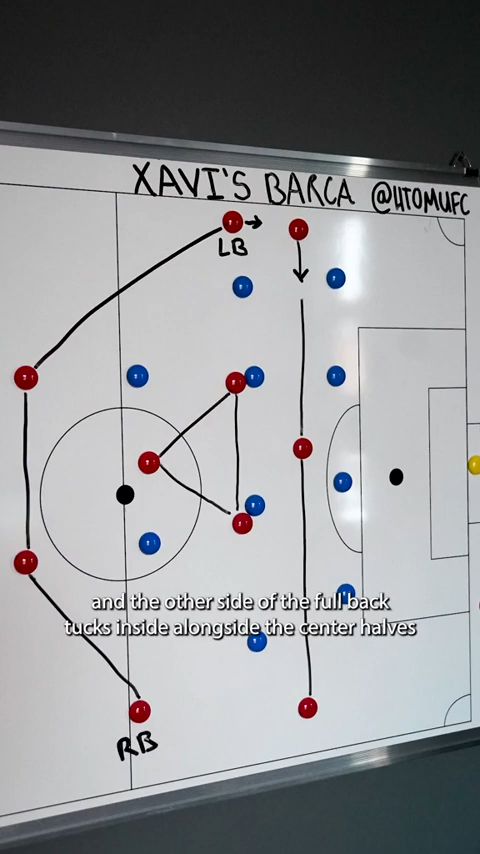 XAVI'S BARCA @UTOMUFC
LB
and the other side of the full back
tucks inside alongside the center halves
RB